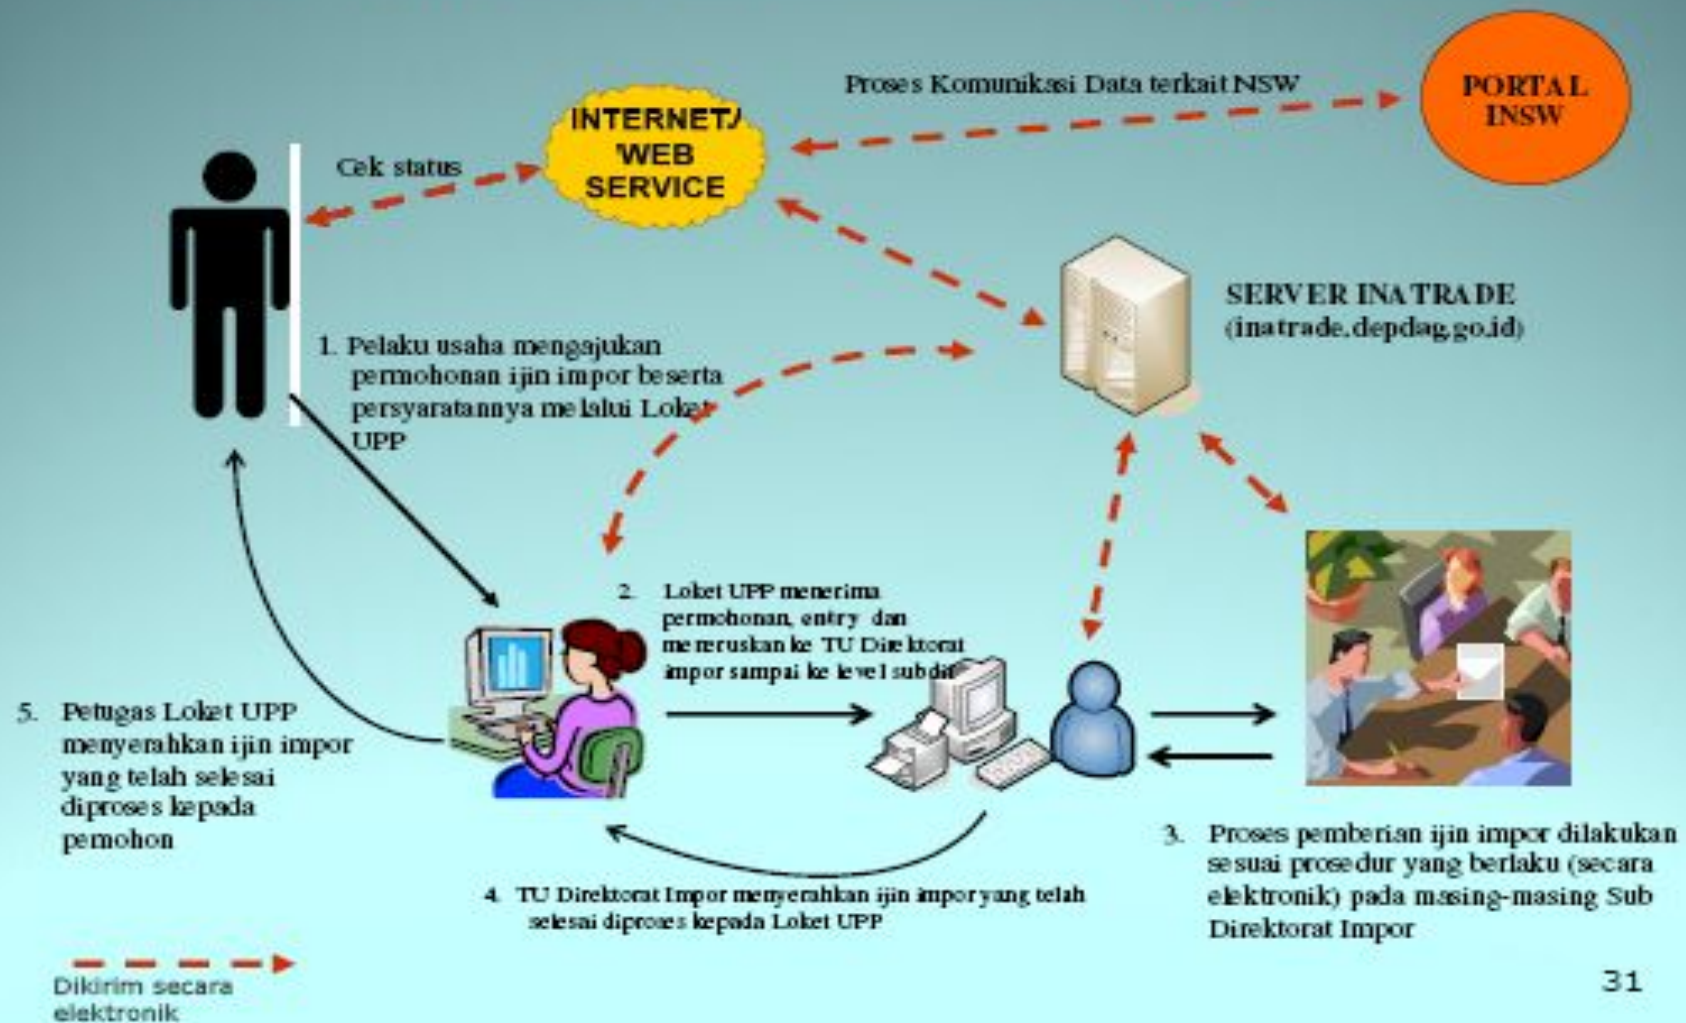 Proses Komunikasi Data terkait NSW
PORTAL
INSW
INTERNET/
WEB
SERVICE
Cek status
SERVER INATRADE
(inatrade.depdag.go.id)
1. Pelaku usaha mengajukan
permohonan ijin impor beserta
persyaratannya melalui Loket
UPP
2. Loket UPP menerima
permohonan, entry dan
meneruskan ke TU Direktorat
impor sampai ke level subdit
5. Petugas Loket UPP
menyerahkan ijin impor
yang telah selesai
diproses kepada
pemohon
3. Proses pemberian ijin impor dilakukan
sesuai prosedur yang berlaku (secara
elektronik) pada masing-masing Sub
Direktorat Impor
4. TU Direktorat Impor menyerahkan ijin impor yang telah
selesai diproses kepada Loket UPP
Dikirim secara
elektronik
31